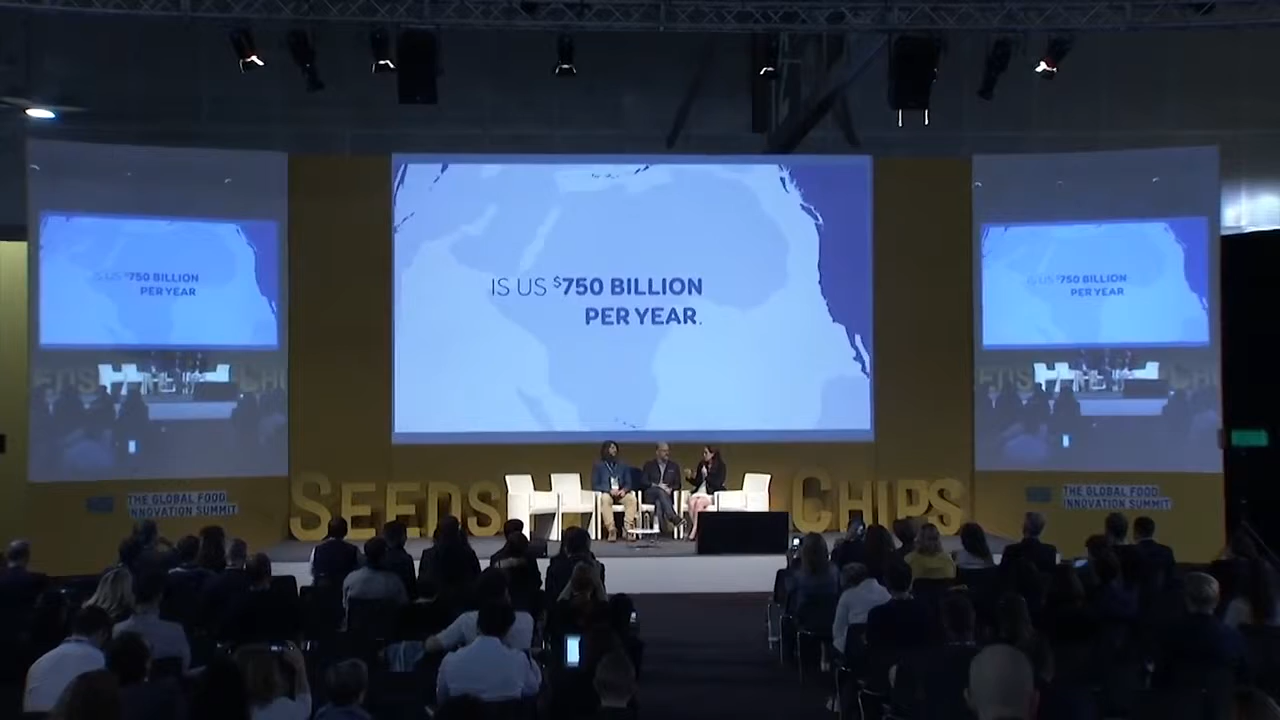 IS US $750 BILLION
PER YEAR.
IS US $750 BILLION
PER YEAR
IS US $750 BILLION
PER YEAR
SEEDS
CHIPS
THE GLOBAL FOOD
INNOVATION SUMMIT
THE GLOBAL FOOD
INNOVATION SUMMIT